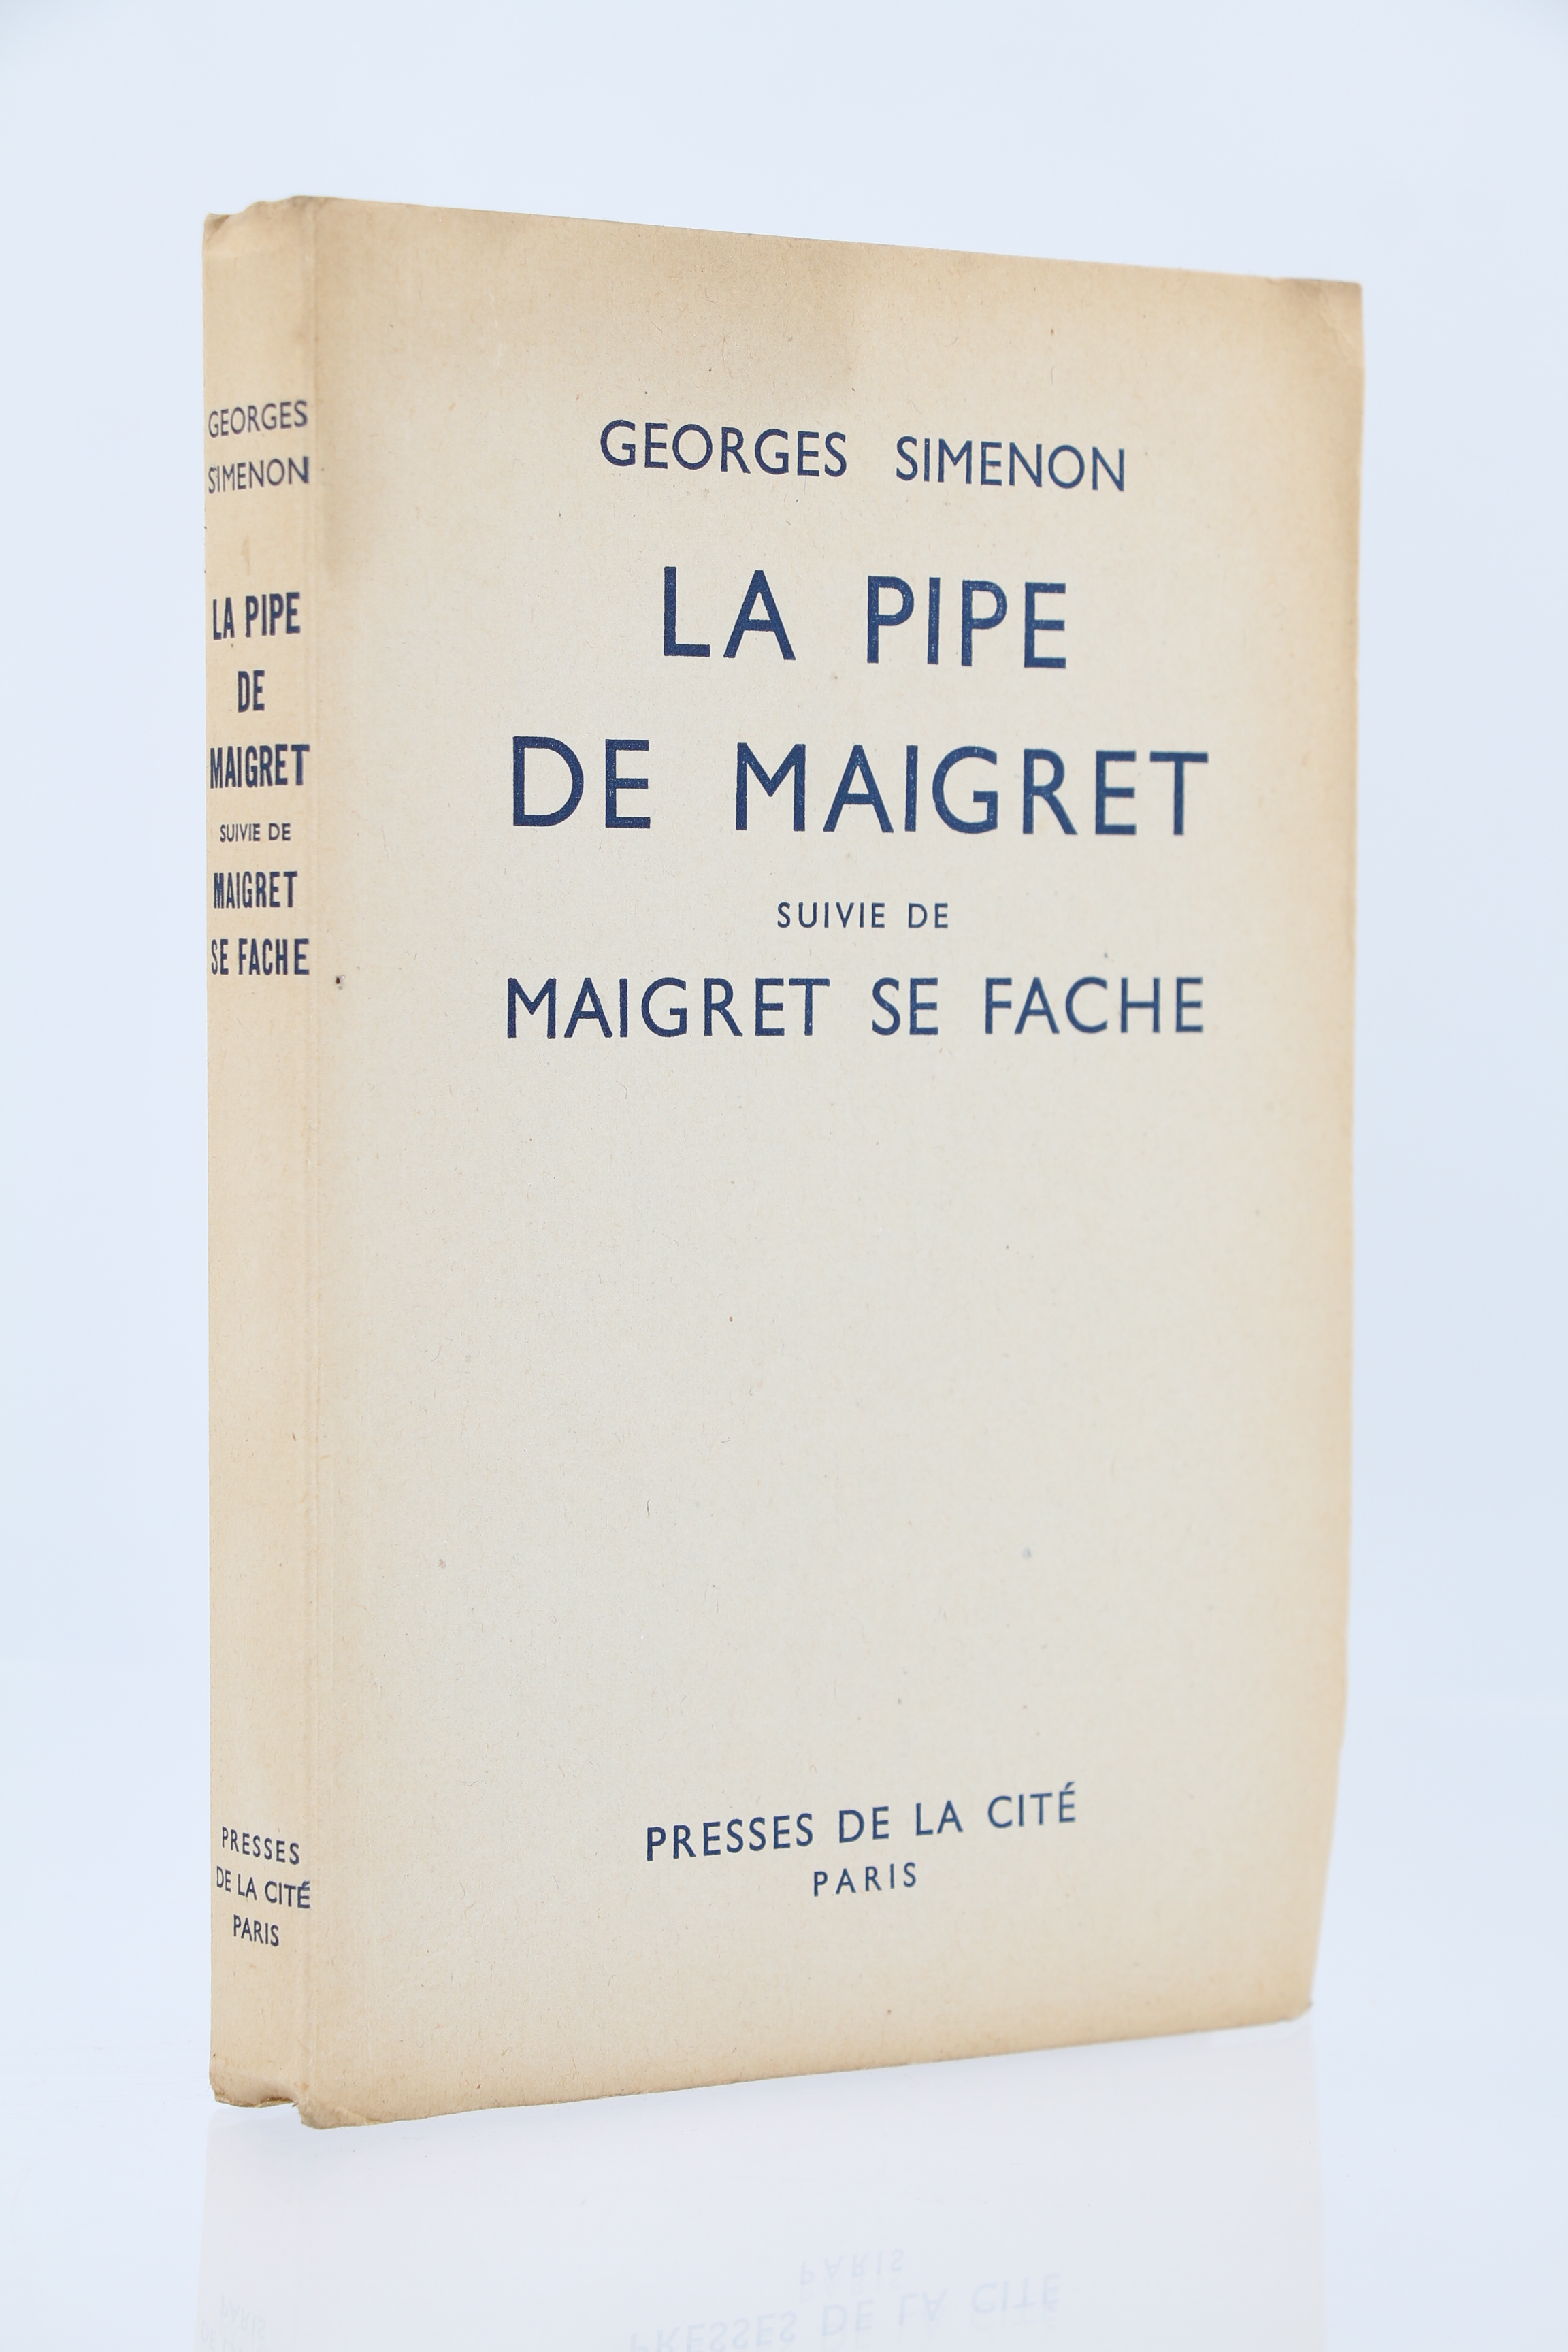 GEORGES
SIMENON
LA PIPE
DE
MAIGRET
SUIVIE DE
MAIGRET
SE FACHE
PRESSES
DE LA CITÉ
PARIS
GEORGES SIMENON
LA PIPE
DE MAIGRET
SUIVIE DE
MAIGRET SE FACHE
PRESSES DE LA CITÉ
PARIS